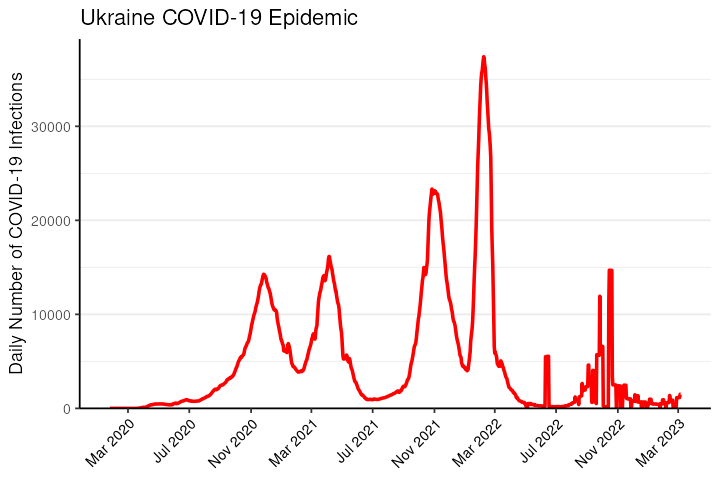 Ukraine COVID-19 Epidemic
Daily Number of COVID-19 Infections
30000
20000
10000
0
Mar 2020
Jul 2020
Nov 2020
Mar 2021
Jul 2021
Nov 2021
Mar 2022
Jul 2022
Nov 2022
Mar 2023